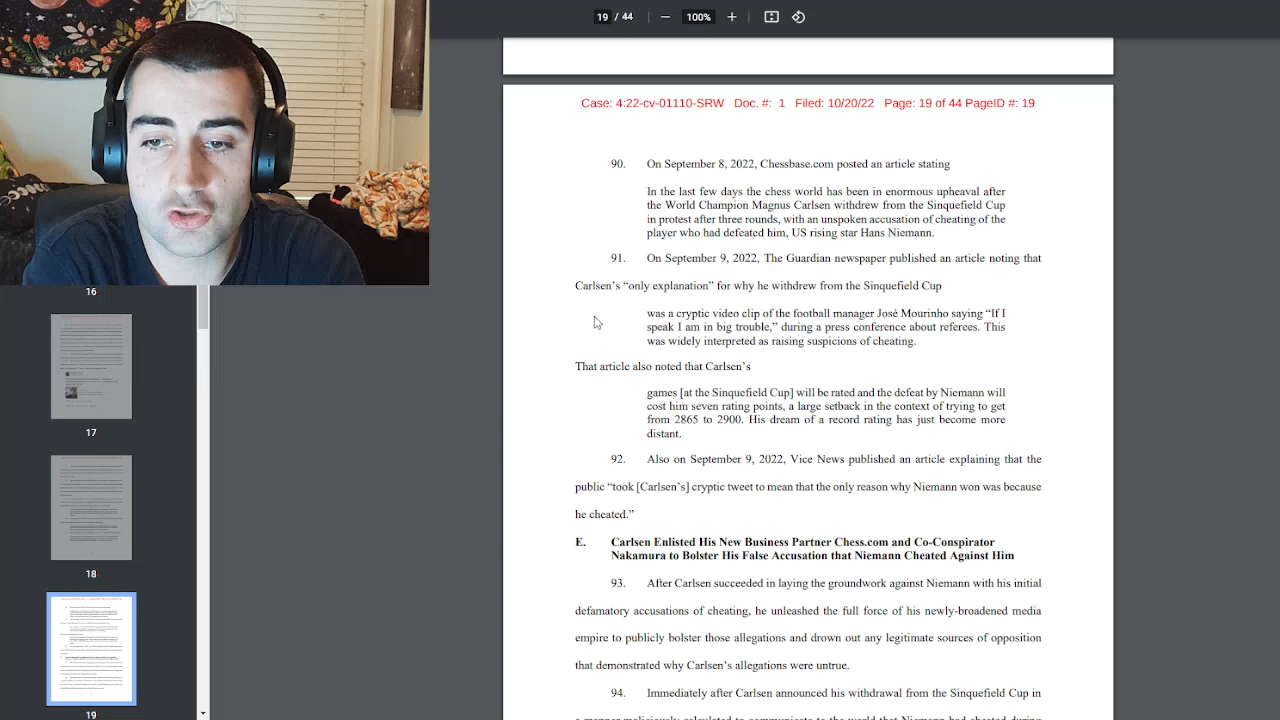 19 / 44
100%
Case: 4:22-cv-01110-SRW Doc. #: 1 Filed: 10/20/22 Page: 19 of 44 PageID #: 19
90. On September 8, 2022, Chessbase.com posted an article stating
In the last few days the chess world has been in enormous upheaval after
the World Champion Magnus Carlsen withdrew from the Sinquefield Cup
in protest after three rounds, with an unspoken accusation of cheating of the
player who had defeated him, US rising star Hans Niemann.
91. On September 9, 2022, The Guardian newspaper published an article noting that
Carlsen's “only explanation” for why he withdrew from the Sinquefield Cup
was a cryptic video clip of the football manager José Mourinho saying “If I
speak I am in big trouble,” during a press conference about referees. This
was widely interpreted as raising suspicions of cheating.
That article also noted that Carlsen's
games [at the Sinquefield Cup] will be rated and the defeat by Niemann will
cost him seven rating points, a large setback in the context of trying to get
from 2865 to 2900. His dream of a record rating has just become more
distant.
92. Also on September 9, 2022, Vice News published an article explaining that the
public “took [Carlsen's] cryptic tweet to mean that the only reason why Niemann won was because
he cheated.”
E. Carlsen Enlisted His New Business Partner Chess.com and Co-Conspirator
Nakamura to Bolster His False Accusation that Niemann Cheated Against Him
93. After Carlsen succeeded in laying the groundwork against Niemann with his initial
defamatory accusations of cheating, he unleashed the full force of his newly-broadened media
empire to publicly bolster those allegations and drown out any legitimate sources of opposition
that demonstrated why Carlsen's allegations were untrue.
94. Immediately after Carlsen announced his withdrawal from the Sinquefield Cup in
a manner maliciously calculated to communicate to the world that Niemann had cheated during
16
17
18
19